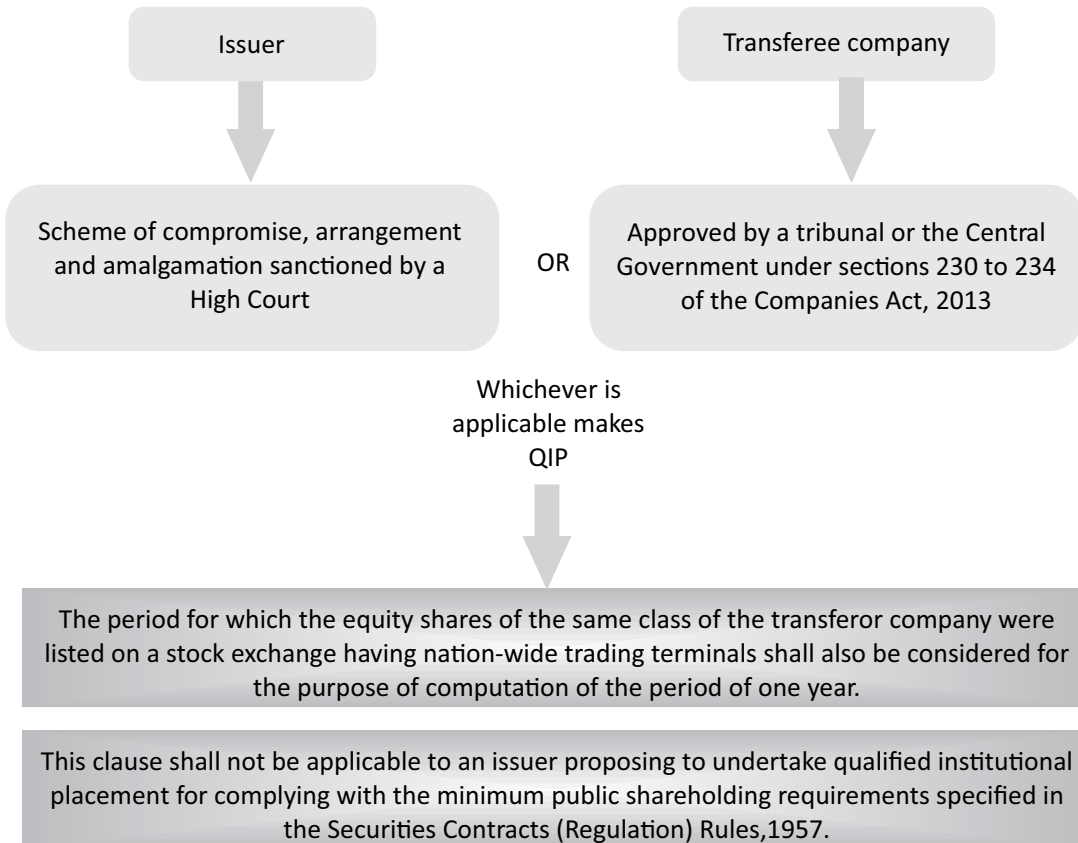 Issuer
Transferee company
Scheme of compromise, arrangement
and amalgamation sanctioned by a
High Court
OR
Approved by a tribunal or the Central
Government under sections 230 to 234
of the Companies Act, 2013
Whichever is
applicable makes
QIP
The period for which the equity shares of the same class of the transferor company were
listed on a stock exchange having nation-wide trading terminals shall also be considered for
the purpose of computation of the period of one year.
This clause shall not be applicable to an issuer proposing to undertake qualified institutional
placement for complying with the minimum public shareholding requirements specified in
the Securities Contracts (Regulation) Rules,1957.